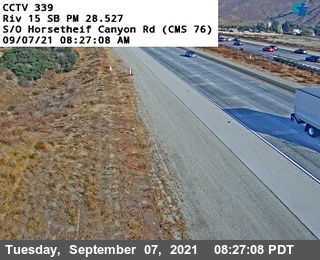 CCTV 339
Riv 15 SB PM 28.527
S/O Horsetheif Canyon Rd (CMS 76)
09/07/21 08:27:08 AM
Tuesday, September 07, 2021 08:27:08 PDT